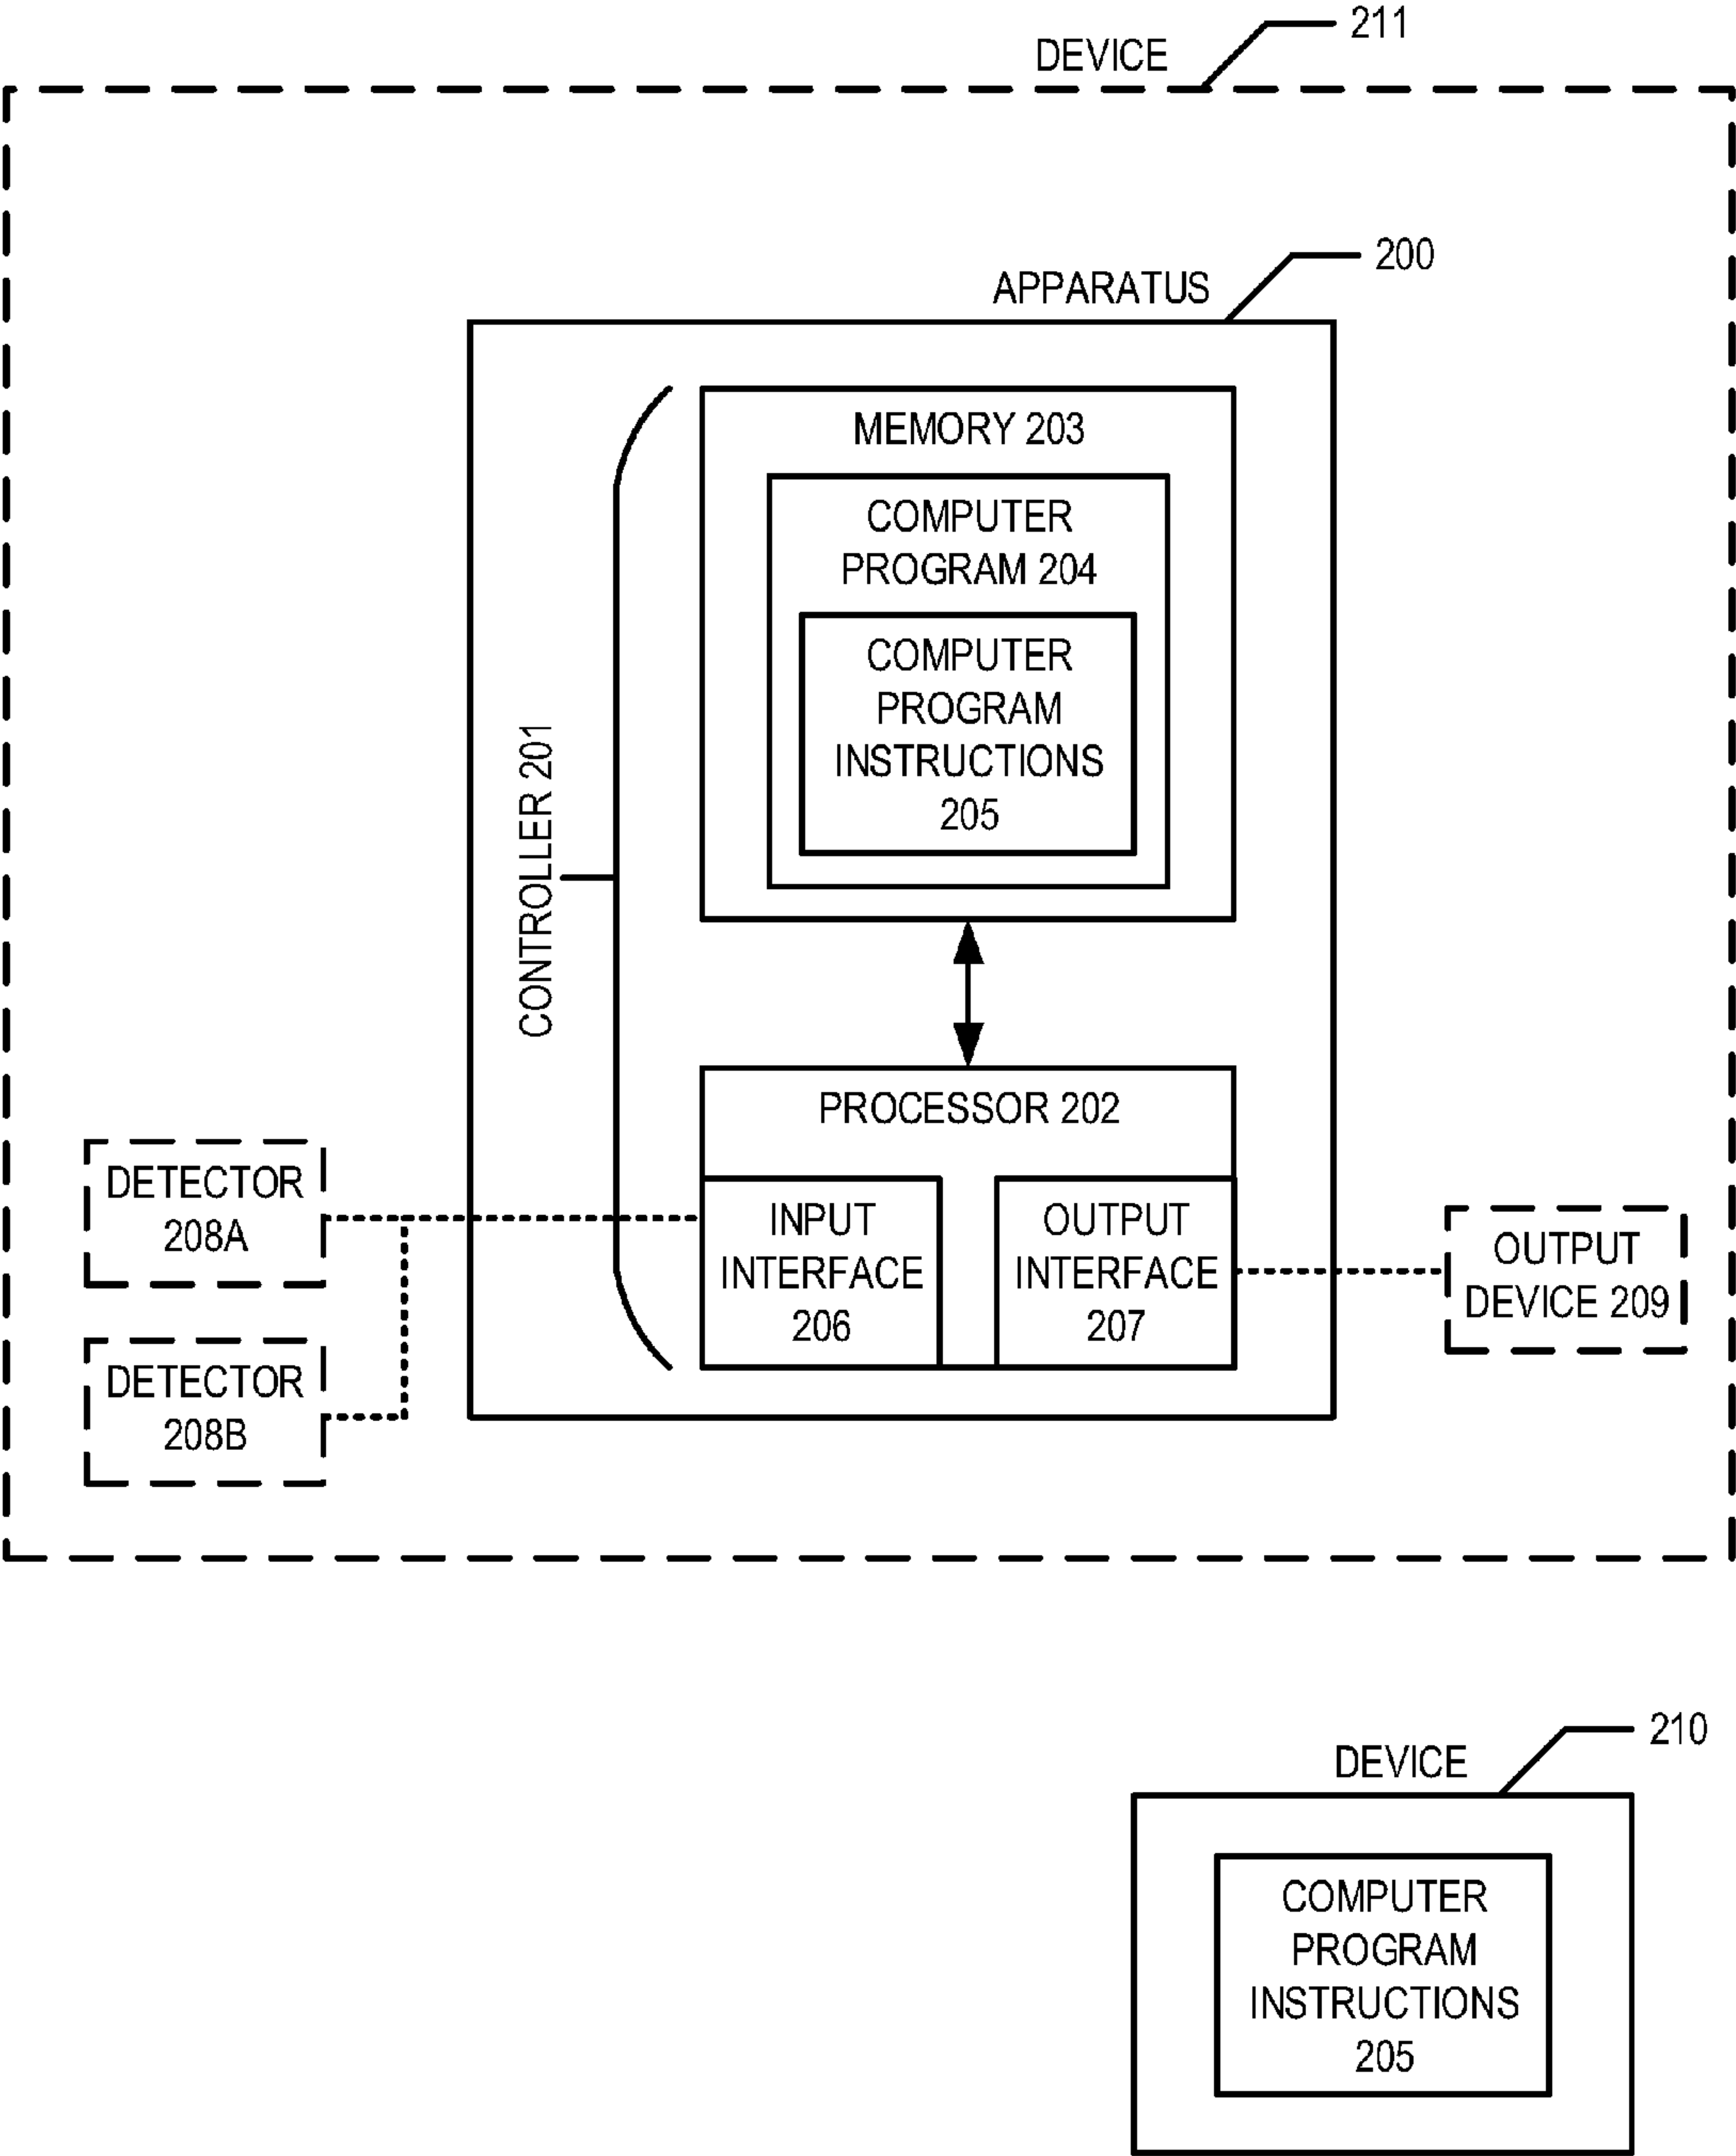 211
DEVICE
200
APPARATUS
MEMORY 203
COMPUTER
PROGRAM 204
COMPUTER
PROGRAM
INSTRUCTIONS
205
CONTROLLER 201
PROCESSOR 202
DETECTOR
208A
INPUT
INTERFACE
206
OUTPUT
INTERFACE
207
OUTPUT
DEVICE 209
DETECTOR
208B
210
DEVICE
COMPUTER
PROGRAM
INSTRUCTIONS
205